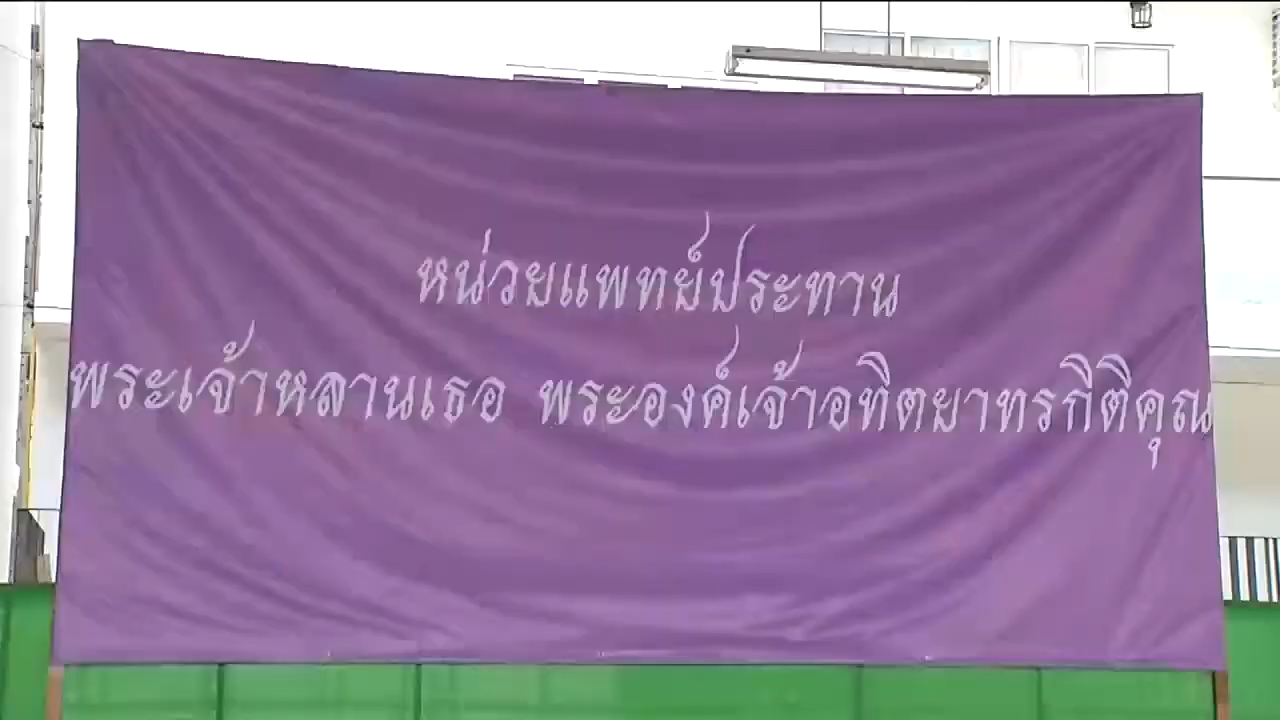 หน่วยแพทย์ประทาน
พระเจ้าหลานเธอ พระองค์เจ้าอทิตยาทรกิติคุณ